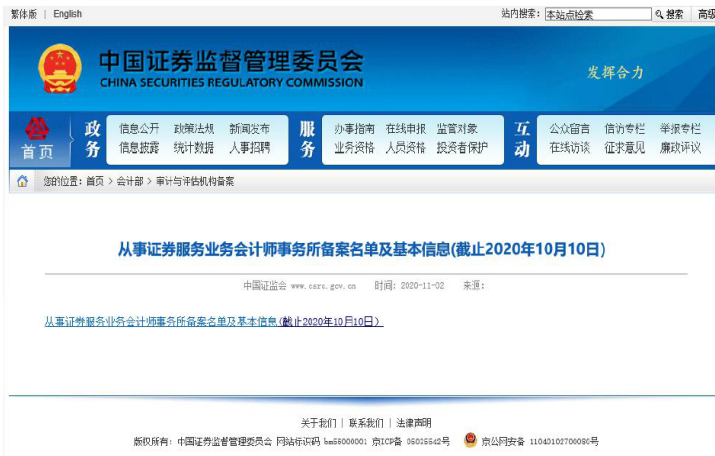 繁体版 | English 站内搜索: 本站点检索 搜索 高级
中国证券监督管理委员会
CHINA SECURITIES REGULATORY COMMISSION
发挥合力
首页 政务 信息公开 政策法规 新闻发布 服务 办事指南 在线申报 监管对象 互动 公众留言 信访专栏 举报专栏
信息披露 统计数据 人事招聘 业务资格 人员资格 投资者保护 在线访谈 征求意见 廉政评议
您的位置: 首页 > 会计部 > 审计与评估机构备案
从事证券服务业务会计师事务所备案名单及基本信息(截止2020年10月10日)
中国证监会 www.csrc.gov.cn 时间: 2020-11-02 来源:
从事证券服务业务会计师事务所备案名单及基本信息(截止2020年10月10日)
关于我们 | 联系我们 | 法律声明
版权所有: 中国证券监督管理委员会 网站标识码 bm56000001 京ICP备 05035542号 京公网安备 11040102700080号